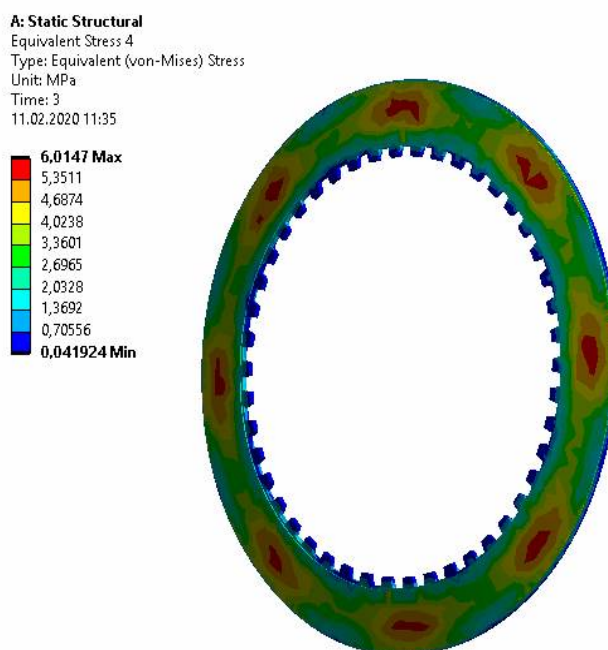 A: Static Structural
Equivalent Stress 4
Type: Equivalent (von-Mises) Stress
Unit: MPa
Time: 3
11.02.2020 11:35
6,0147 Max
5,3511
4,6874
4,0238
3,3601
2,6965
2,0328
1,3692
0,70556
0,041924 Min